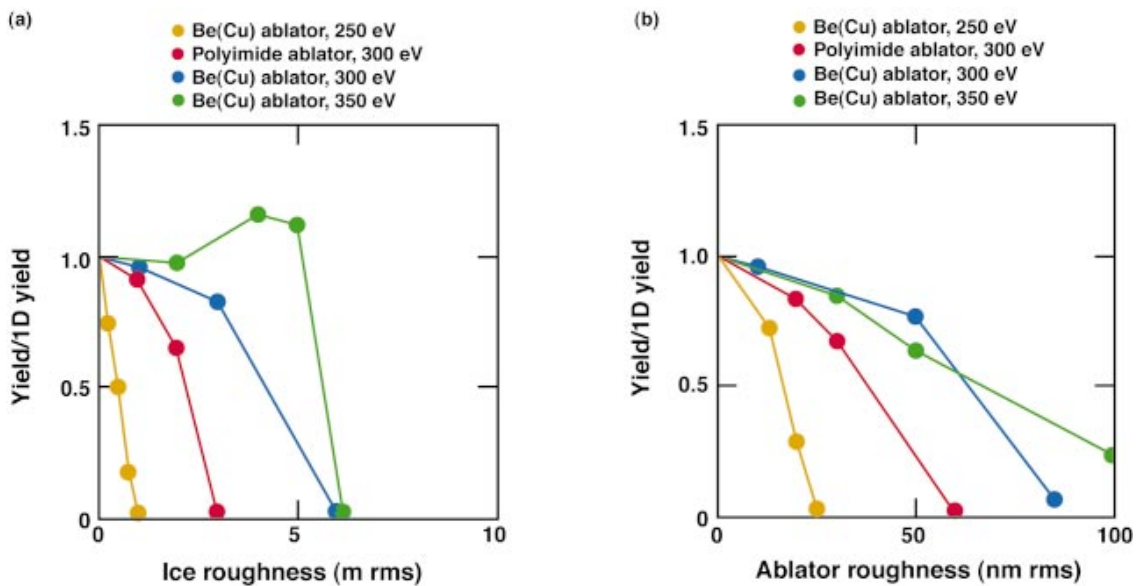 (a)
Be(Cu) ablator, 250 eV
Polyimide ablator, 300 eV
Be(Cu) ablator, 300 eV
Be(Cu) ablator, 350 eV
1.5
1.0
0.5
0
0
5
10
Yield/1D yield
Ice roughness (m rms)
(b)
Be(Cu) ablator, 250 eV
Polyimide ablator, 300 eV
Be(Cu) ablator, 300 eV
Be(Cu) ablator, 350 eV
1.5
1.0
0.5
0
0
50
100
Yield/1D yield
Ablator roughness (nm rms)